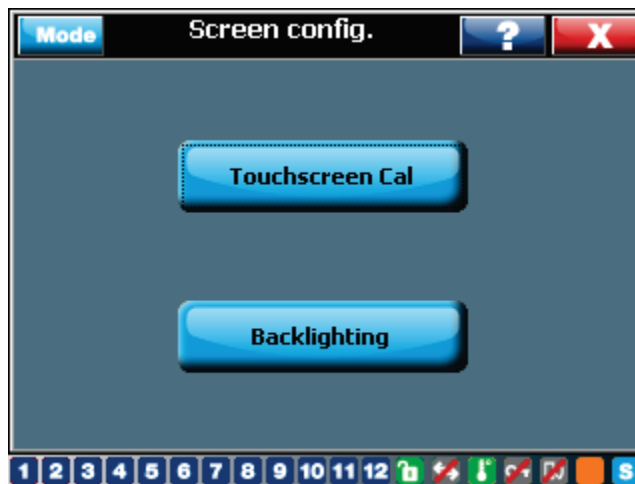 Mode Screen config. ? X
Touchscreen Cal
Backlighting
1 2 3 4 5 6 7 8 9 10 11 12 S